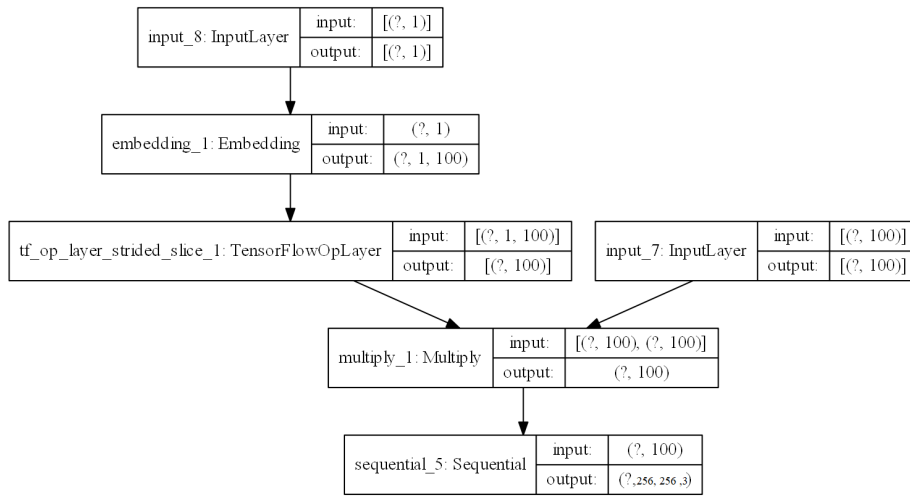 input_8: InputLayer
input: [(?, 1)]
output: [(?, 1)]
embedding_1: Embedding
input: (?, 1)
output: (?, 1, 100)
tf_op_layer_strided_slice_1: TensorFlowOpLayer
input: [(?, 1, 100)]
output: [(?, 100)]
input_7: InputLayer
input: [(?, 100)]
output: [(?, 100)]
multiply_1: Multiply
input: [(?, 100), (?, 100)]
output: (?, 100)
sequential_5: Sequential
input: (?, 100)
output: (?,256, 256 ,3)